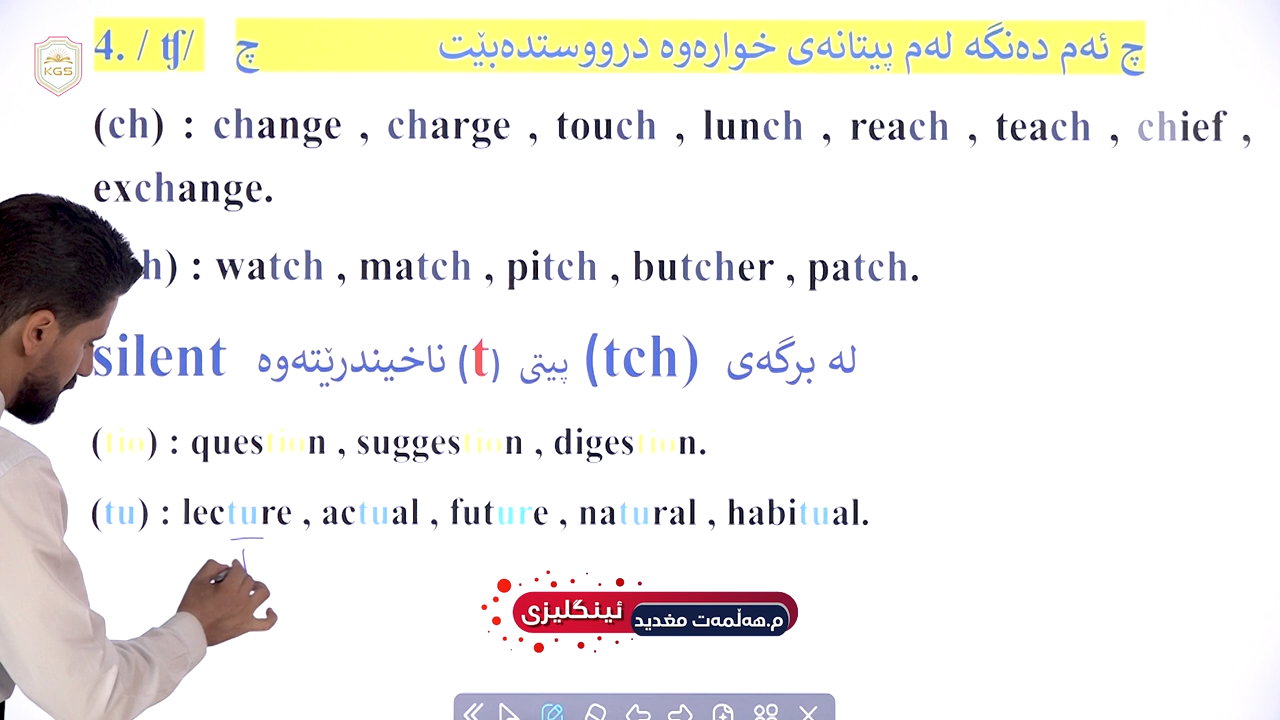 4. / ʧ/ چ چ ئەم دەنگە لەم پیتانەی خوارەوە درووستدەبێت
KGS
(ch) : change , charge , touch , lunch , reach , teach , chief ,
exchange.
h) : watch , match , pitch , butcher , patch.
لە برگەی (tch) پیتی (t) ناخیندرێتەوە silent
(tio) : question , suggestion , digestion.
(tu) : lecture , actual , future , natural , habitual.
ئینگلیزی م.هەڵمەت مغدید